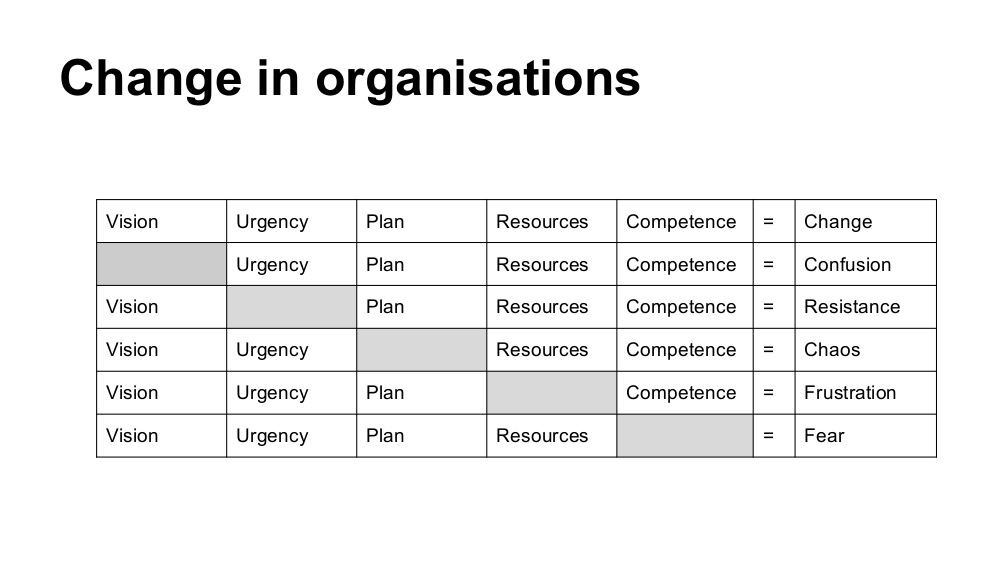 Change in organisations
Vision Urgency Plan Resources Competence = Change
Urgency Plan Resources Competence = Confusion
Vision Plan Resources Competence = Resistance
Vision Urgency Resources Competence = Chaos
Vision Urgency Plan Competence = Frustration
Vision Urgency Plan Resources = Fear